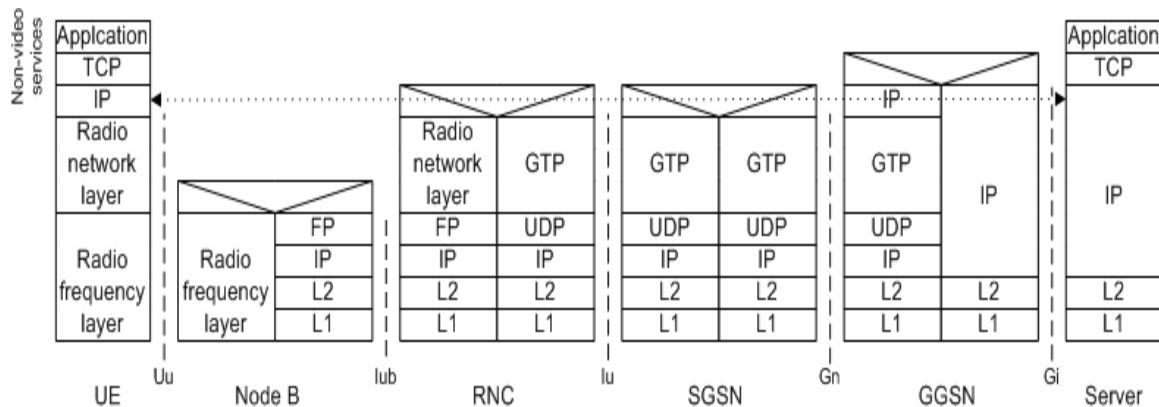 Non-video
services
Applcation
TCP
IP
Radio
network
layer
Radio
frequency
layer
Radio
frequency
layer
FP
IP
L2
L1
Radio
network
layer
FP
IP
L2
L1
GTP
UDP
IP
L2
L1
GTP
UDP
IP
L2
L1
GTP
UDP
IP
L2
L1
IP
GTP
UDP
IP
L2
L1
IP
L2
L1
Applcation
TCP
IP
L2
L1
Uu
Iub
Iu
Gn
Gi
UE
Node B
RNC
SGSN
GGSN
Server